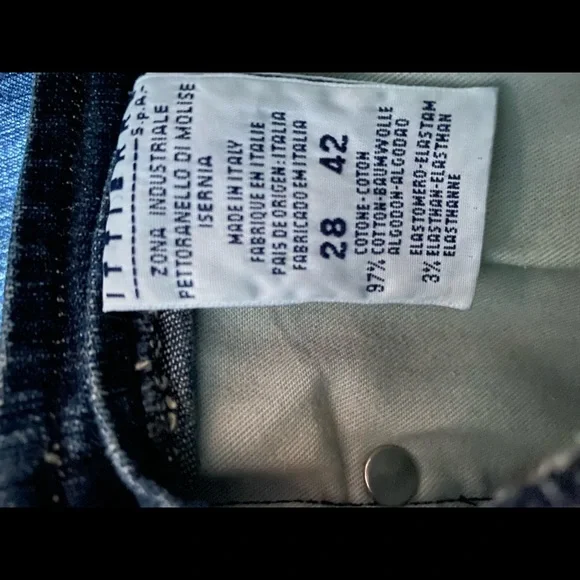 S.p.A.
ZONA INDUSTRIALE
PETTORANELLO DI MOLISE
ISERNIA
MADE IN ITALY
FABRIQUE EN ITALIE
PAIS DE ORIGEN:ITALIA
FABRICADO EM ITALIA
28 42
COTONE-COTON
97% COTTON-BAUMWOLLE
ALGODON-ALGODAO
ELASTOMERO-ELASTAM
3% ELASTHAN-ELASTHAN
ELASTHANNE